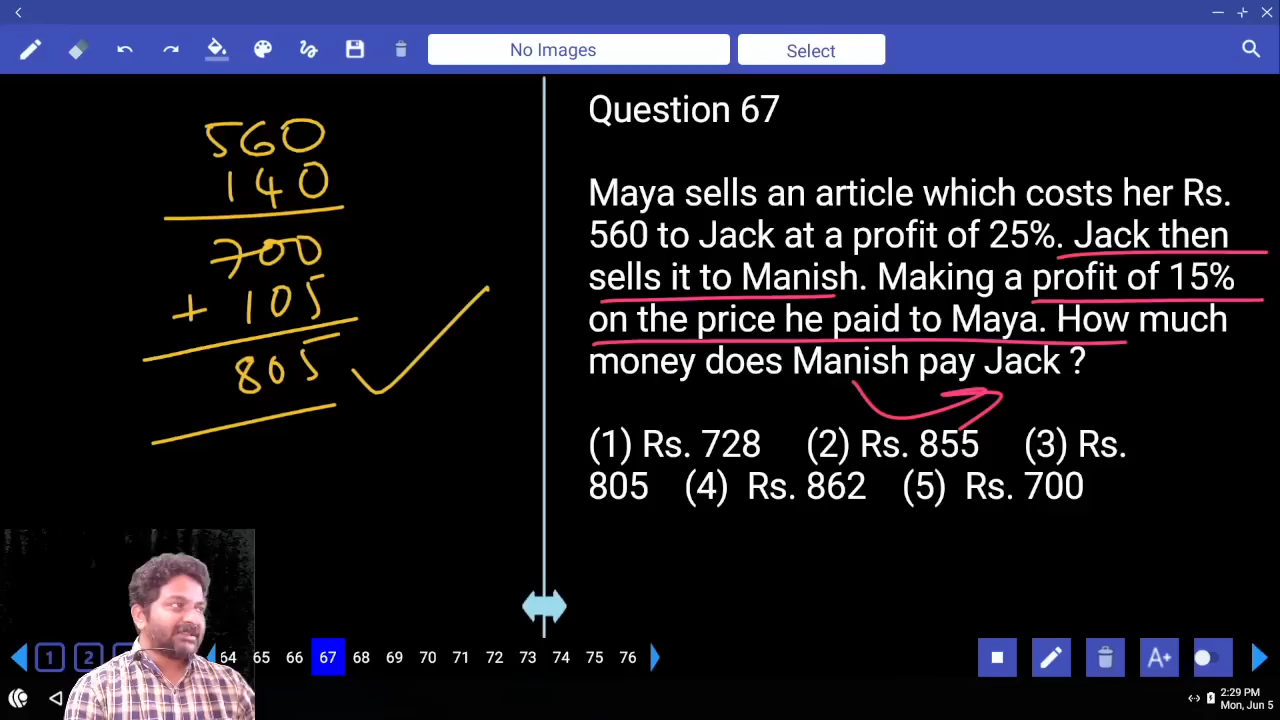 No Images
Select
560
140
700
+ 105
805
Question 67
Maya sells an article which costs her Rs.
560 to Jack at a profit of 25%. Jack then
sells it to Manish. Making a profit of 15%
on the price he paid to Maya. How much
money does Manish pay Jack ?
(1) Rs. 728 (2) Rs. 855 (3) Rs.
805 (4) Rs. 862 (5) Rs. 700
1 2 64 65 66 67 68 69 70 71 72 73 74 75 76
A+
2:29 PM
Mon, Jun 5